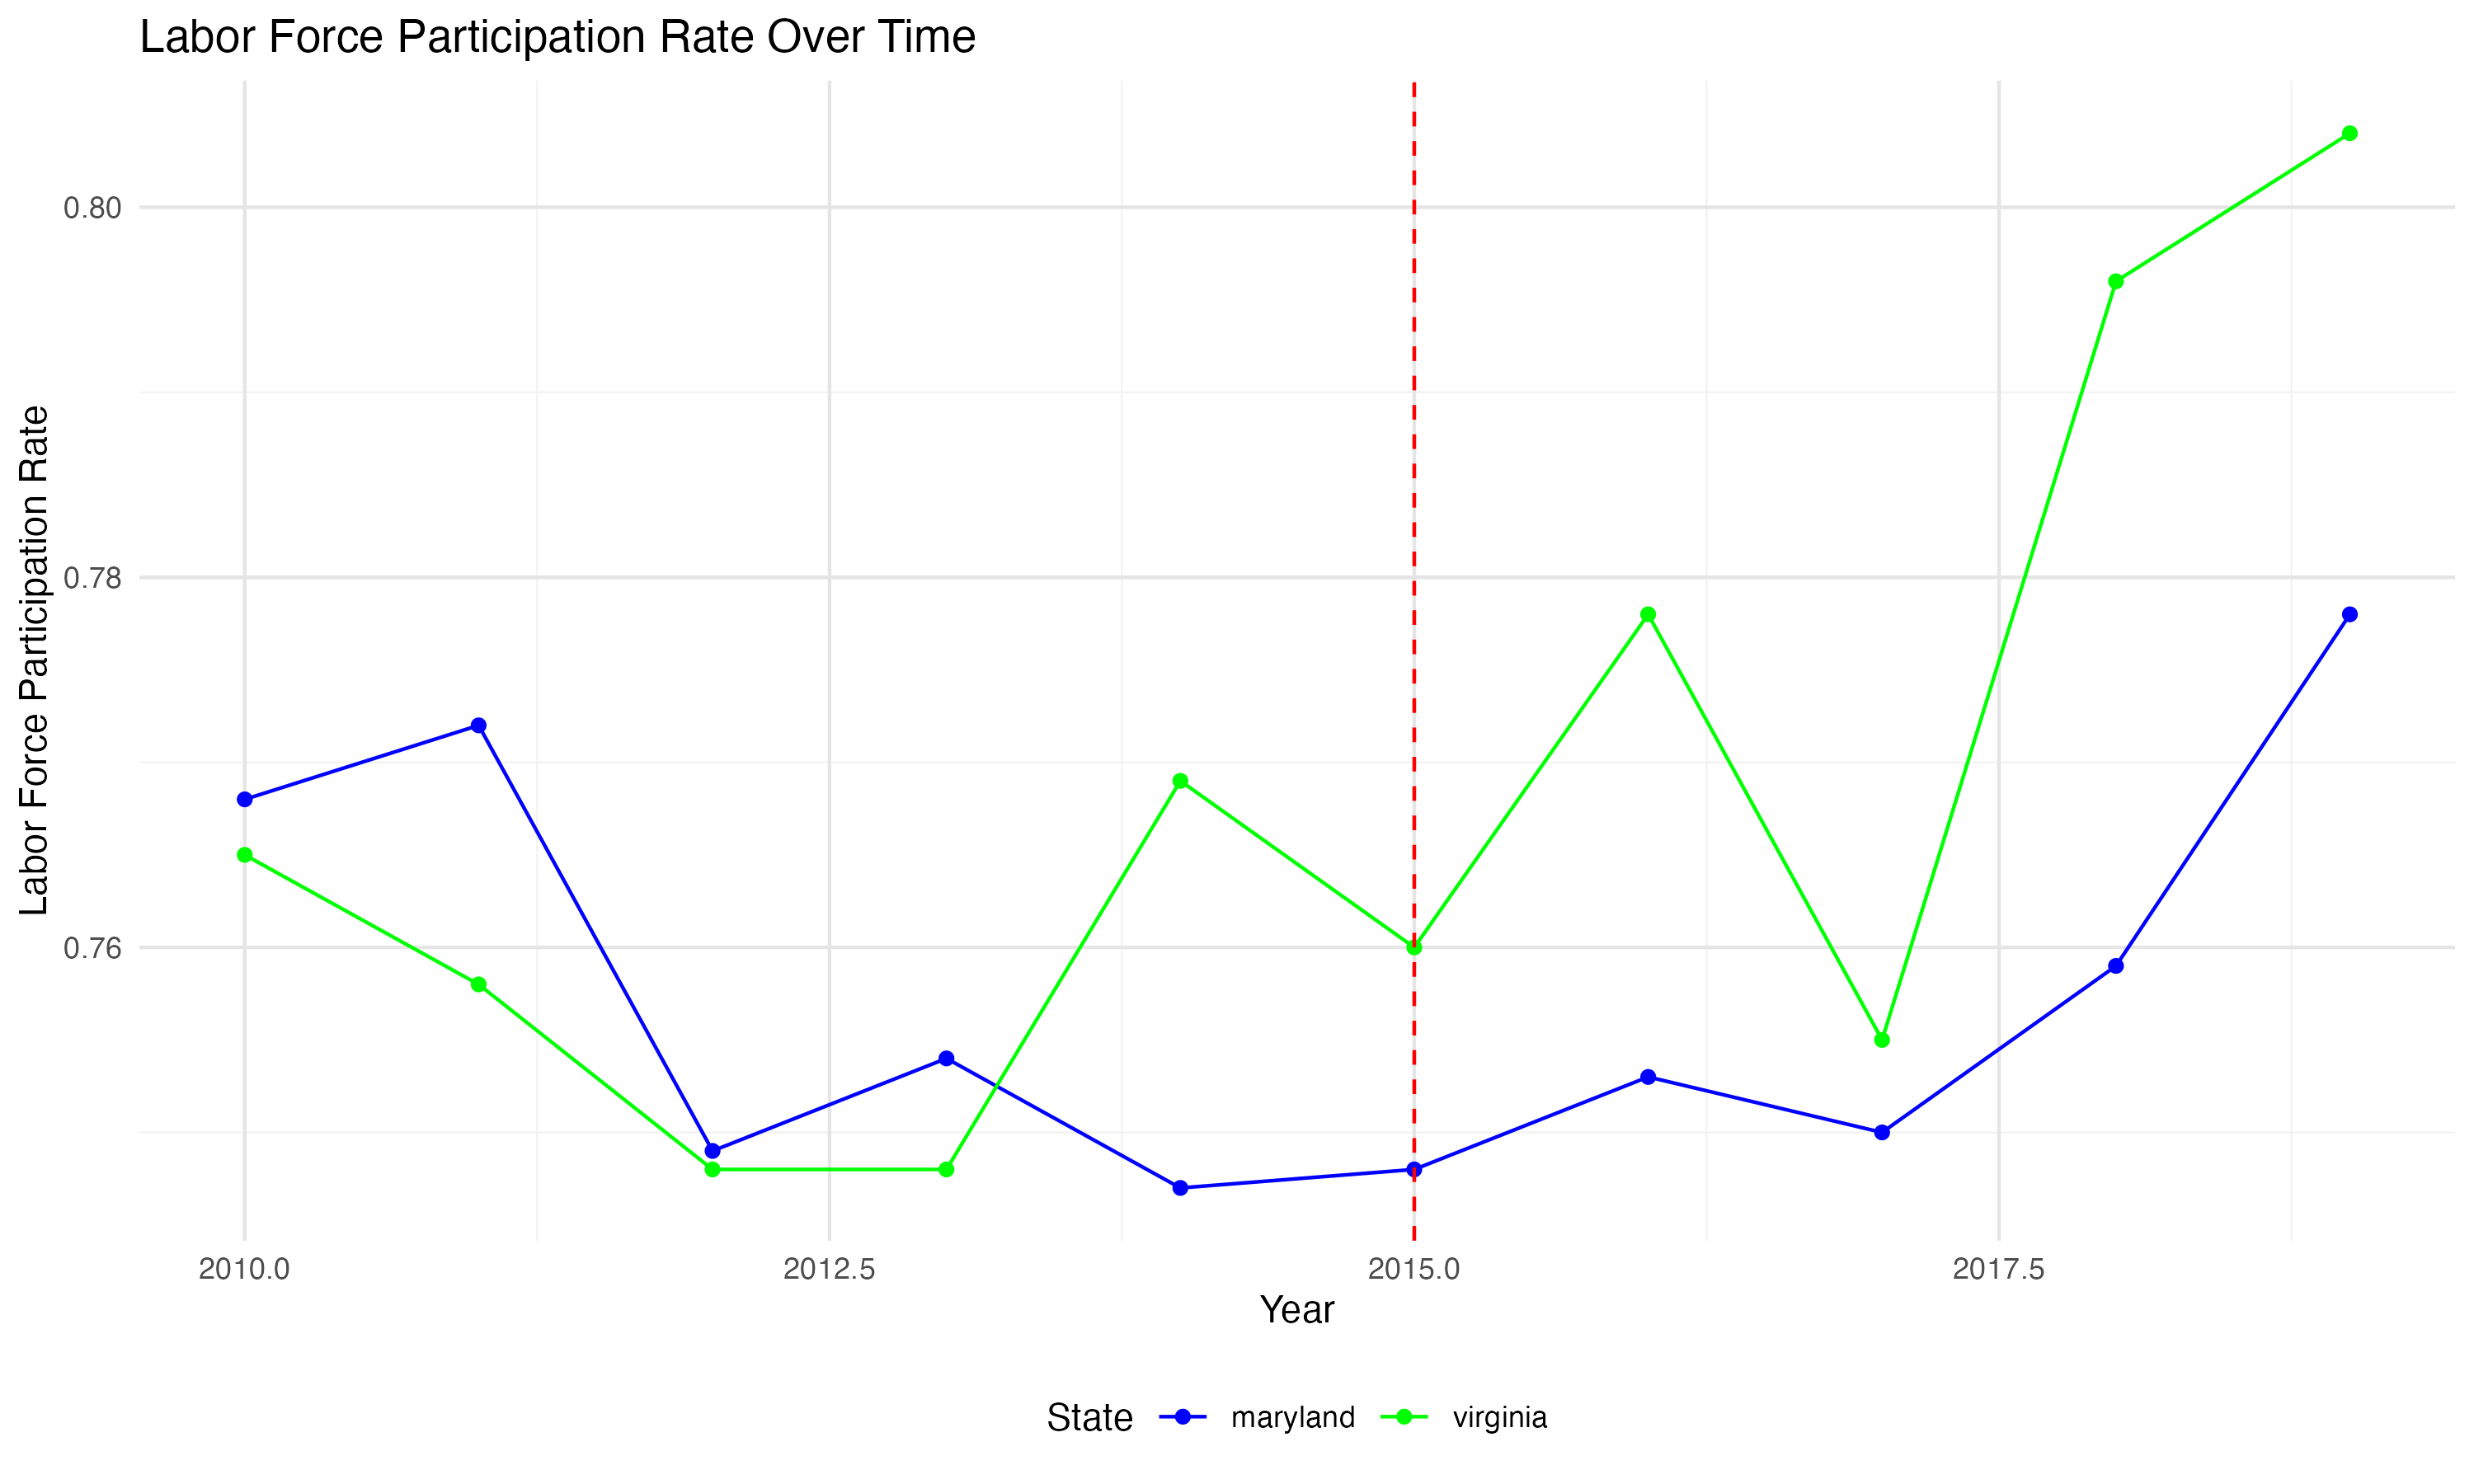 Labor Force Participation Rate Over Time
Labor Force Participation Rate
0.80
0.78
0.76
2010.0 2012.5 2015.0 2017.5
Year
State maryland virginia